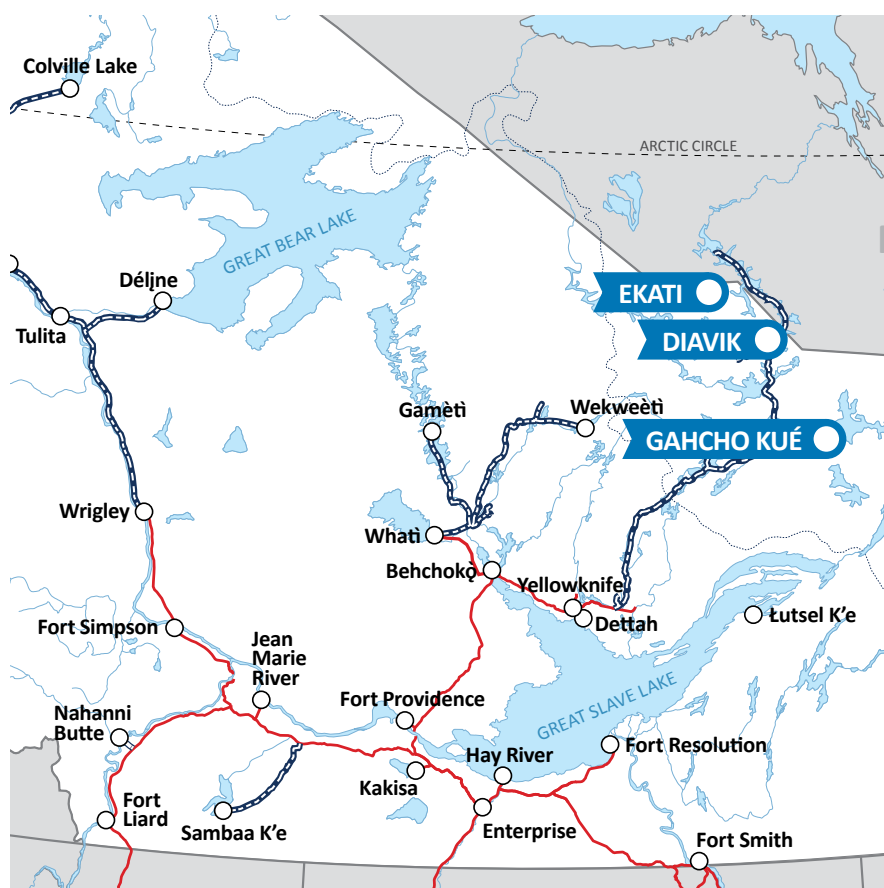 Colville Lake
ARCTIC CIRCLE
GREAT BEAR LAKE
Délı̨nę
EKATI
Tulita
DIAVIK
Gamètì
Wekweètì
GAHCHO KUÉ
Wrigley
Whatì
Behchokǫ̀
Yellowknife
Dettah
Łutsel K'e
Fort Simpson
Jean
Marie
River
Fort Providence
GREAT SLAVE LAKE
Nahanni
Butte
Hay River
Fort Resolution
Kakisa
Fort
Liard
Sambaa K'e
Enterprise
Fort Smith